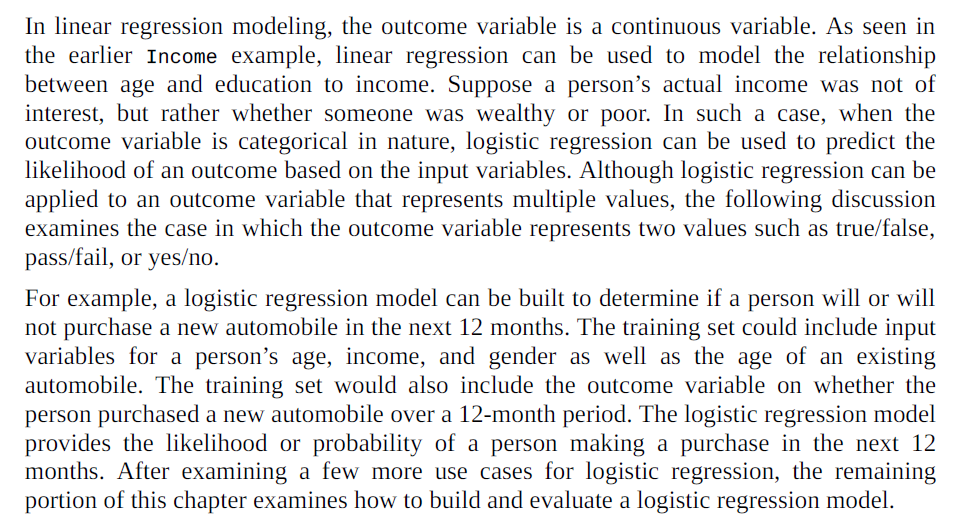 In linear regression modeling, the outcome variable is a continuous variable. As seen in
the earlier Income example, linear regression can be used to model the relationship
between age and education to income. Suppose a person’s actual income was not of
interest, but rather whether someone was wealthy or poor. In such a case, when the
outcome variable is categorical in nature, logistic regression can be used to predict the
likelihood of an outcome based on the input variables. Although logistic regression can be
applied to an outcome variable that represents multiple values, the following discussion
examines the case in which the outcome variable represents two values such as true/false,
pass/fail, or yes/no.
For example, a logistic regression model can be built to determine if a person will or will
not purchase a new automobile in the next 12 months. The training set could include input
variables for a person’s age, income, and gender as well as the age of an existing
automobile. The training set would also include the outcome variable on whether the
person purchased a new automobile over a 12-month period. The logistic regression model
provides the likelihood or probability of a person making a purchase in the next 12
months. After examining a few more use cases for logistic regression, the remaining
portion of this chapter examines how to build and evaluate a logistic regression model.